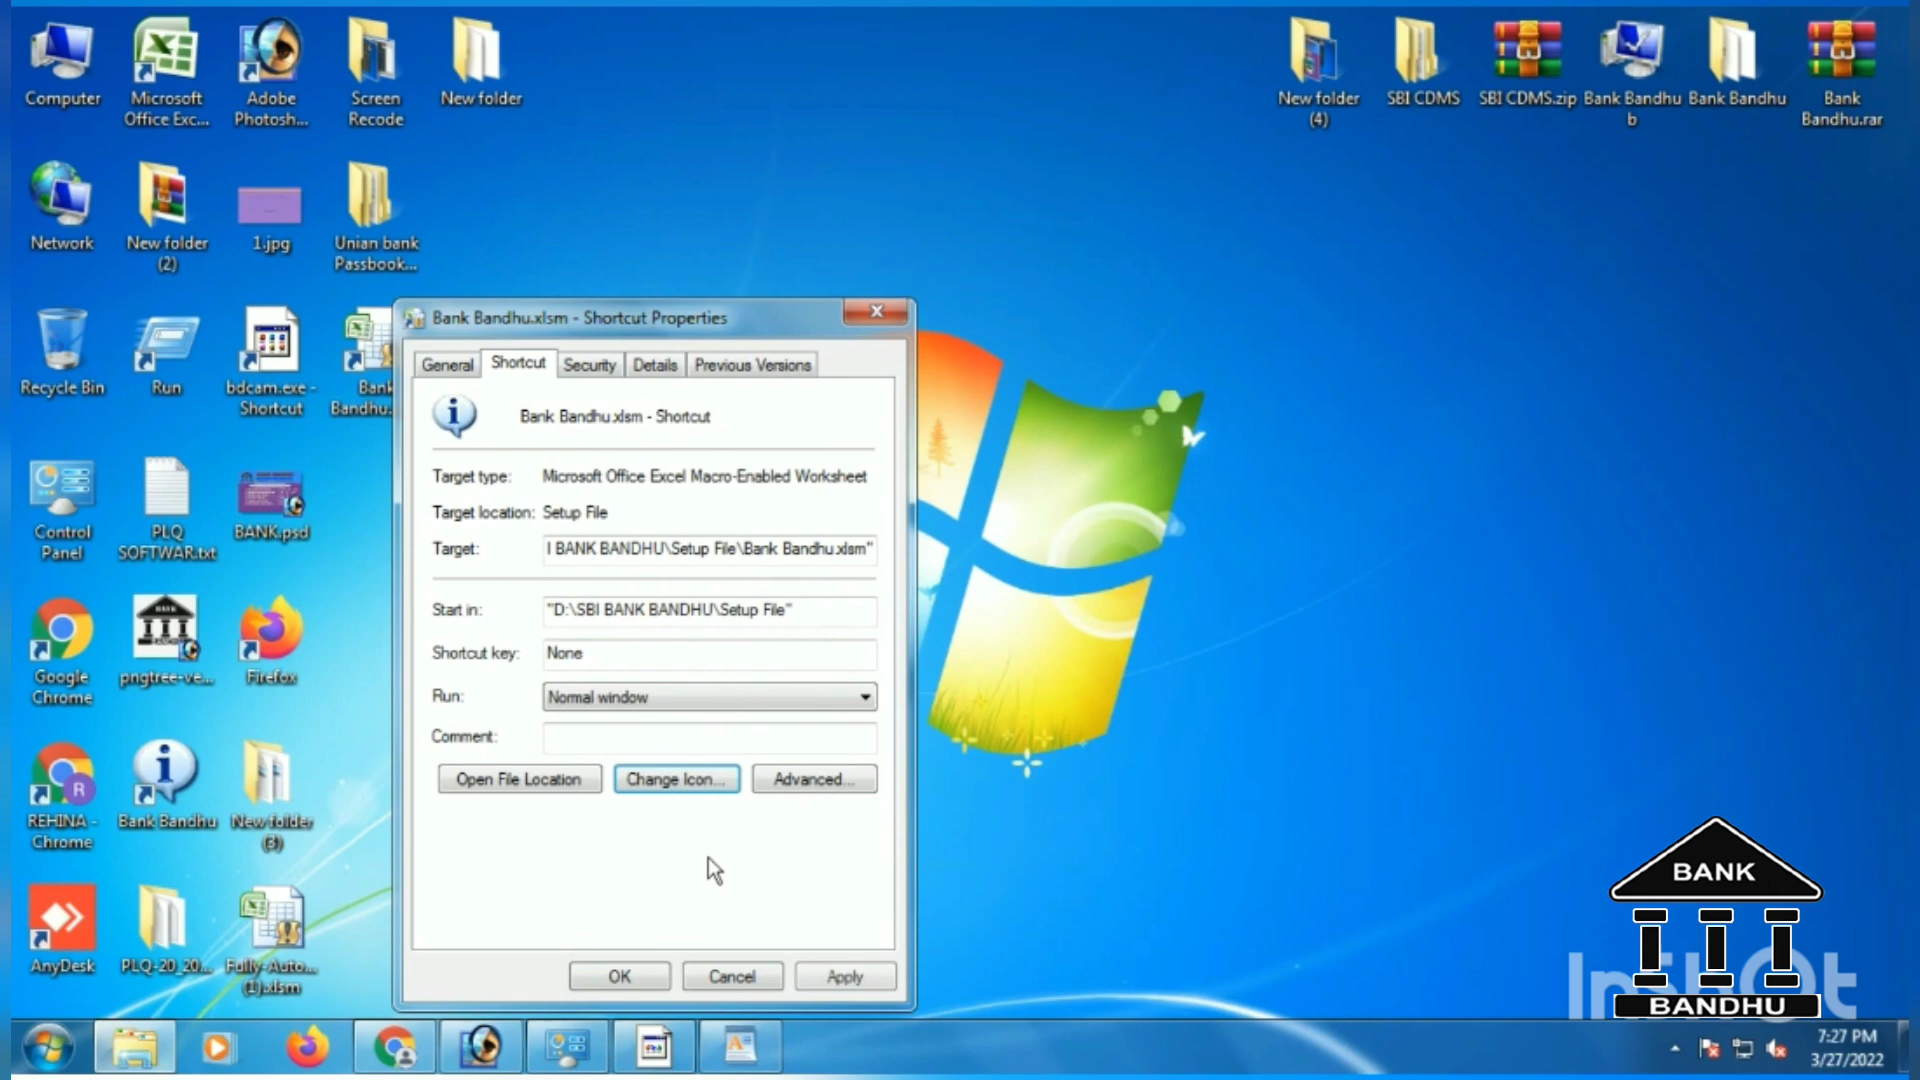 Computer
Microsoft
Office Exc...
Adobe
Photosh...
Screen
Recode
New folder
New folder
(4)
SBI CDMS
SBI CDMS.zip
Bank Bandhu
b
Bank Bandhu
Bank
Bandhu.rar
Network
New folder
(2)
1.jpg
Unian bank
Passbook...
Recycle Bin
Run
bdcam.exe -
Shortcut
Bank
Bandhu.
Control
Panel
PLQ
SOFTWAR.txt
BANK.psd
Google
Chrome
pngtree-ve...
Firefox
REHINA -
Chrome
R
Bank Bandhu
New folder
(3)
AnyDesk
PLQ-20_20...
Fully-Auto...
(1).xlsm
Bank Bandhu.xlsm - Shortcut Properties
General
Shortcut
Security
Details
Previous Versions
Bank Bandhu.xlsm - Shortcut
Target type: Microsoft Office Excel Macro-Enabled Worksheet
Target location: Setup File
Target: I BANK BANDHU\Setup File\Bank Bandhu.xlsm"
Start in: "D:\SBI BANK BANDHU\Setup File"
Shortcut key: None
Run: Normal window
Comment:
Open File Location
Change Icon...
Advanced...
OK
Cancel
Apply
BANK
InShOt
BANDHU
7:27 PM
3/27/2022